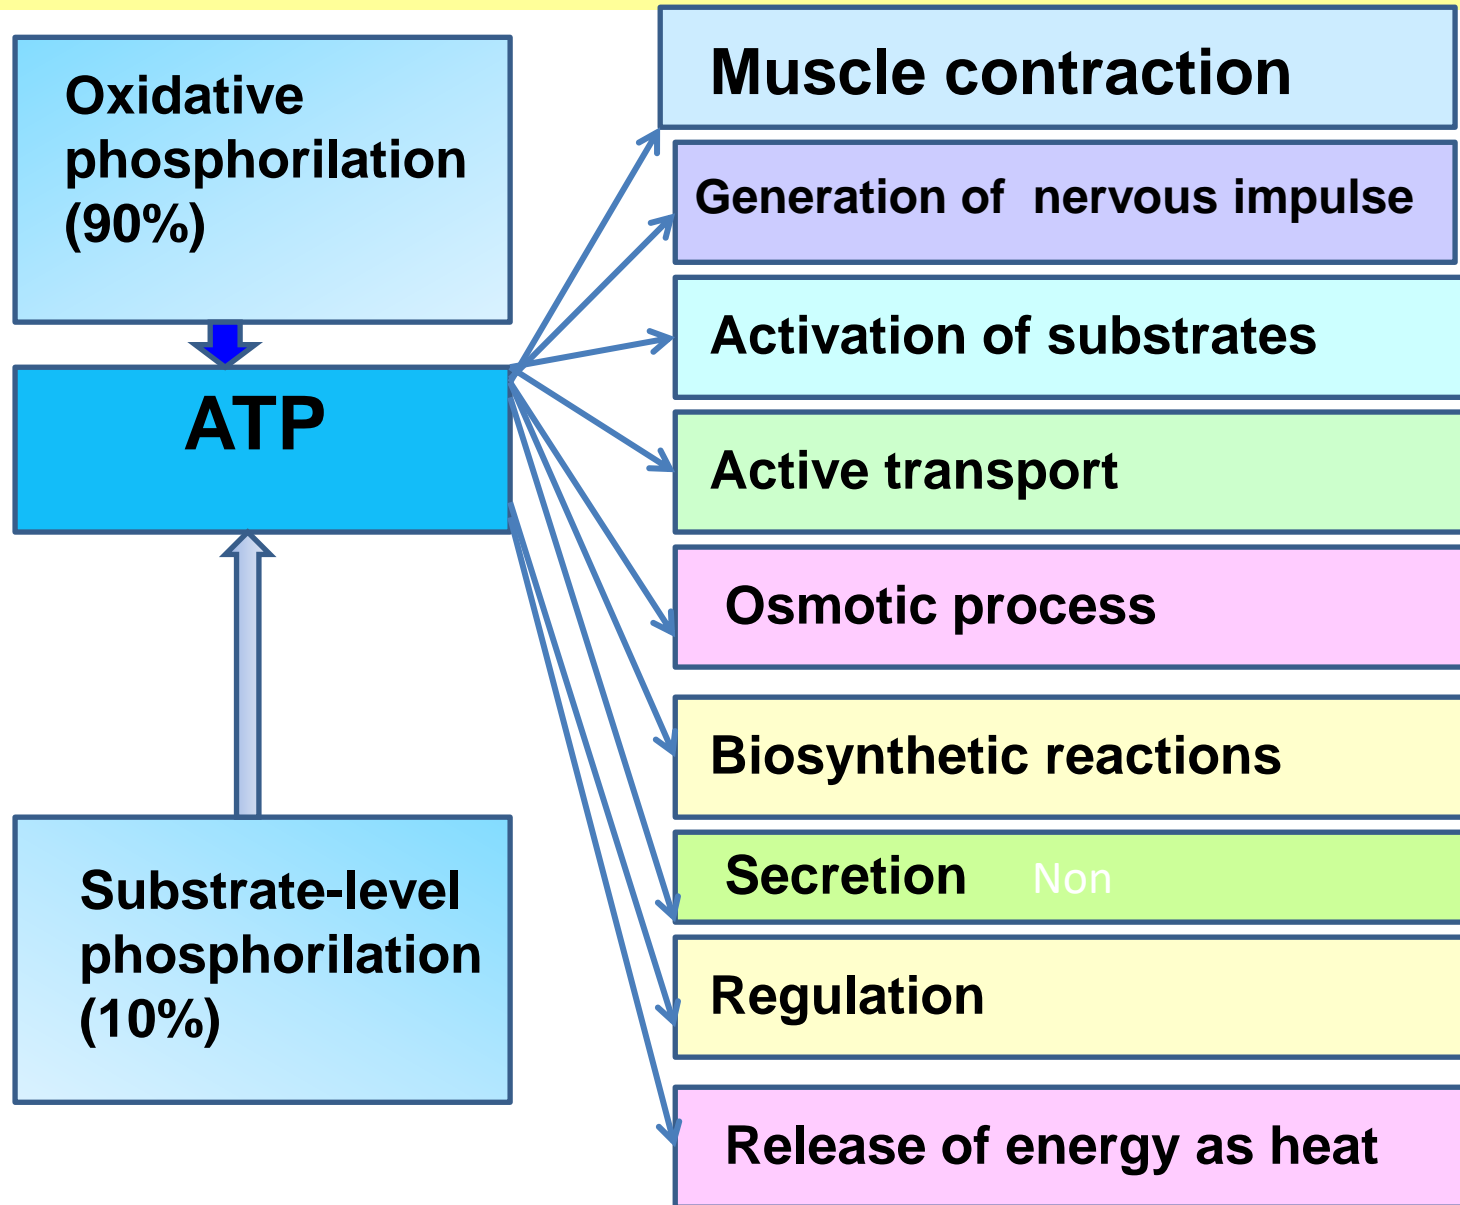 Oxidative
phosphorilation
(90%)
ATP
Substrate-level
phosphorilation
(10%)
Muscle contraction
Generation of nervous impulse
Activation of substrates
Active transport
Osmotic process
Biosynthetic reactions
Secretion Non
Regulation
Release of energy as heat